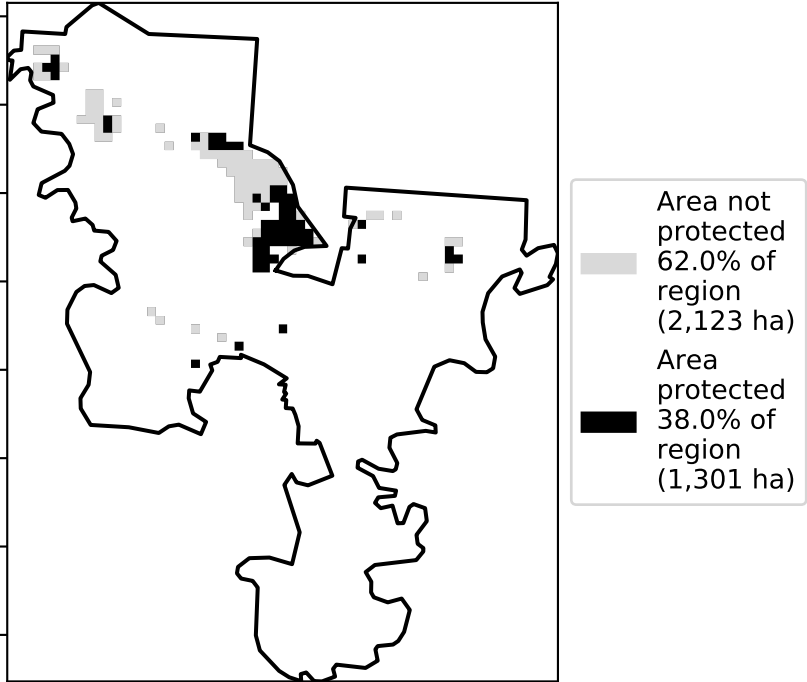 Area not
protected
62.0% of
region
(2,123 ha)
Area
protected
38.0% of
region
(1,301 ha)